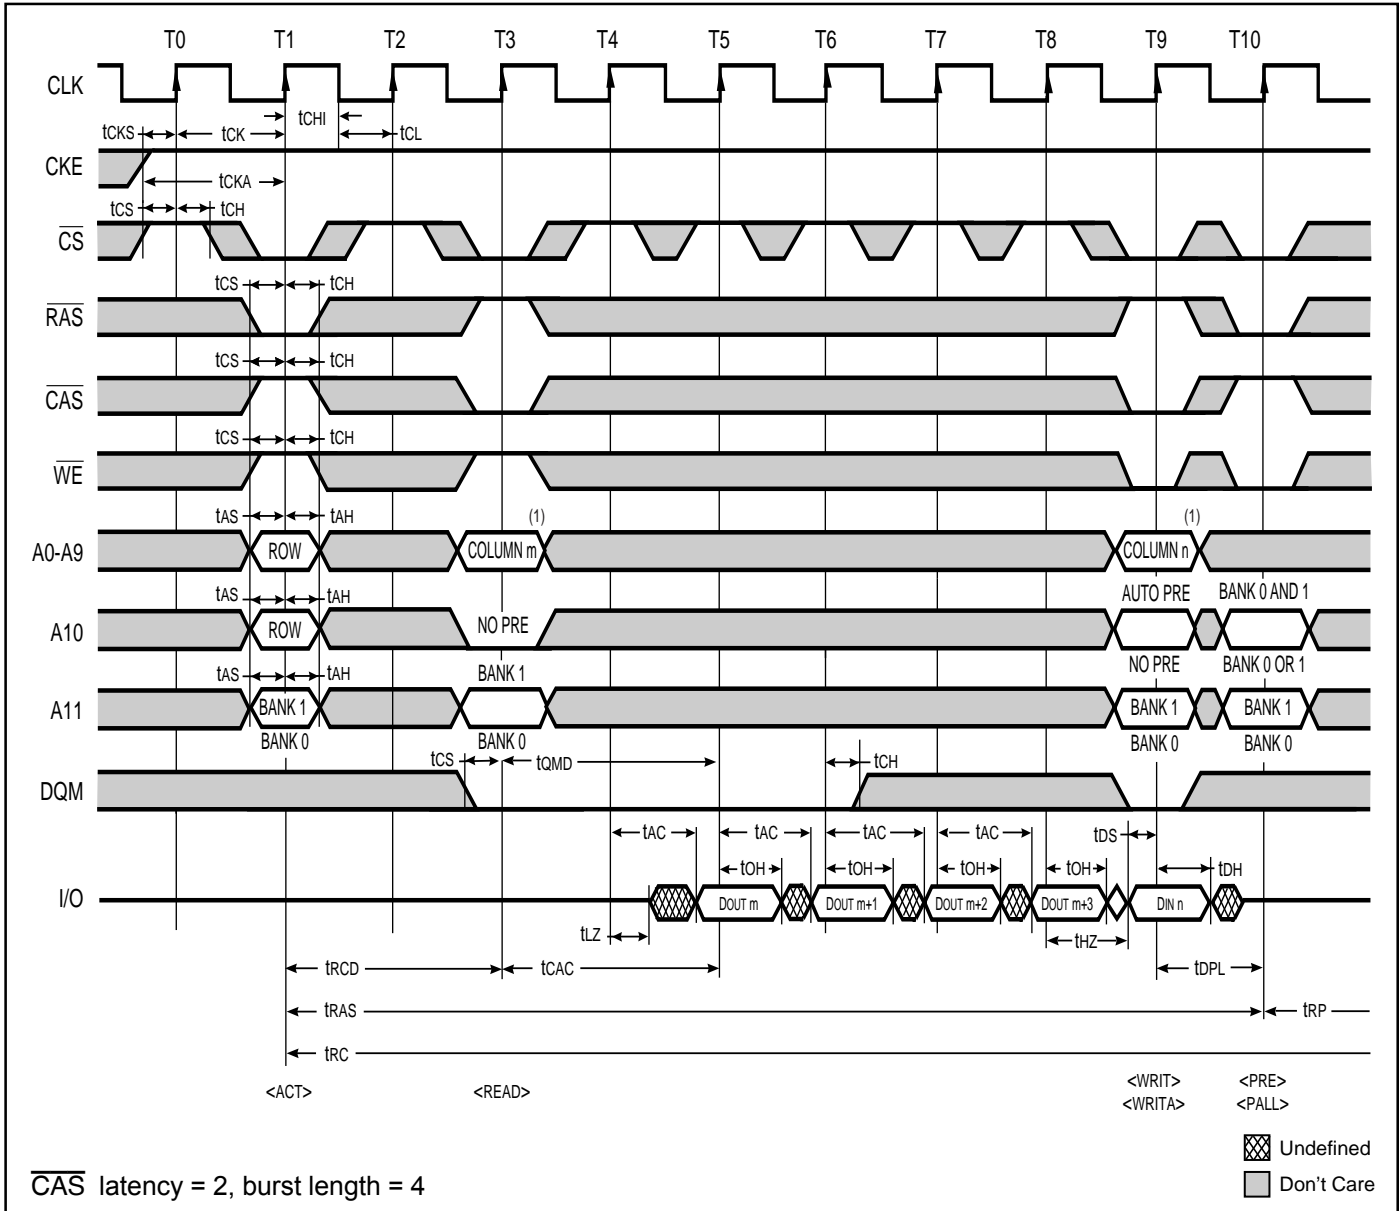 T0 T1 T2 T3 T4 T5 T6 T7 T8 T9 T10
CLK
tCHI
tCKS tCK tCL
CKE
tCKA
tCS tCH
CS
tCS tCH
RAS
tCS tCH
CAS
tCS tCH
WE
tAS tAH (1) (1)
A0-A9 ROW COLUMN m COLUMN n
tAS tAH AUTO PRE BANK 0 AND 1
A10 ROW NO PRE
NO PRE BANK 0 OR 1
tAS tAH BANK 1
A11 BANK 1 BANK 1 BANK 1
BANK 0 BANK 0 BANK 0 BANK 0
tCS tQMD tCH
DQM
tAC tAC tAC tAC tDS
tOH tOH tOH tOH tDH
I/O DOUT m DOUT m+1 DOUT m+2 DOUT m+3 DIN n
tLZ tHZ
tRCD tCAC tDPL
tRAS tRP
tRC
<ACT> <READ> <WRIT> <PRE>
<WRITA> <PALL>
Undefined
CAS latency = 2, burst length = 4 Don't Care